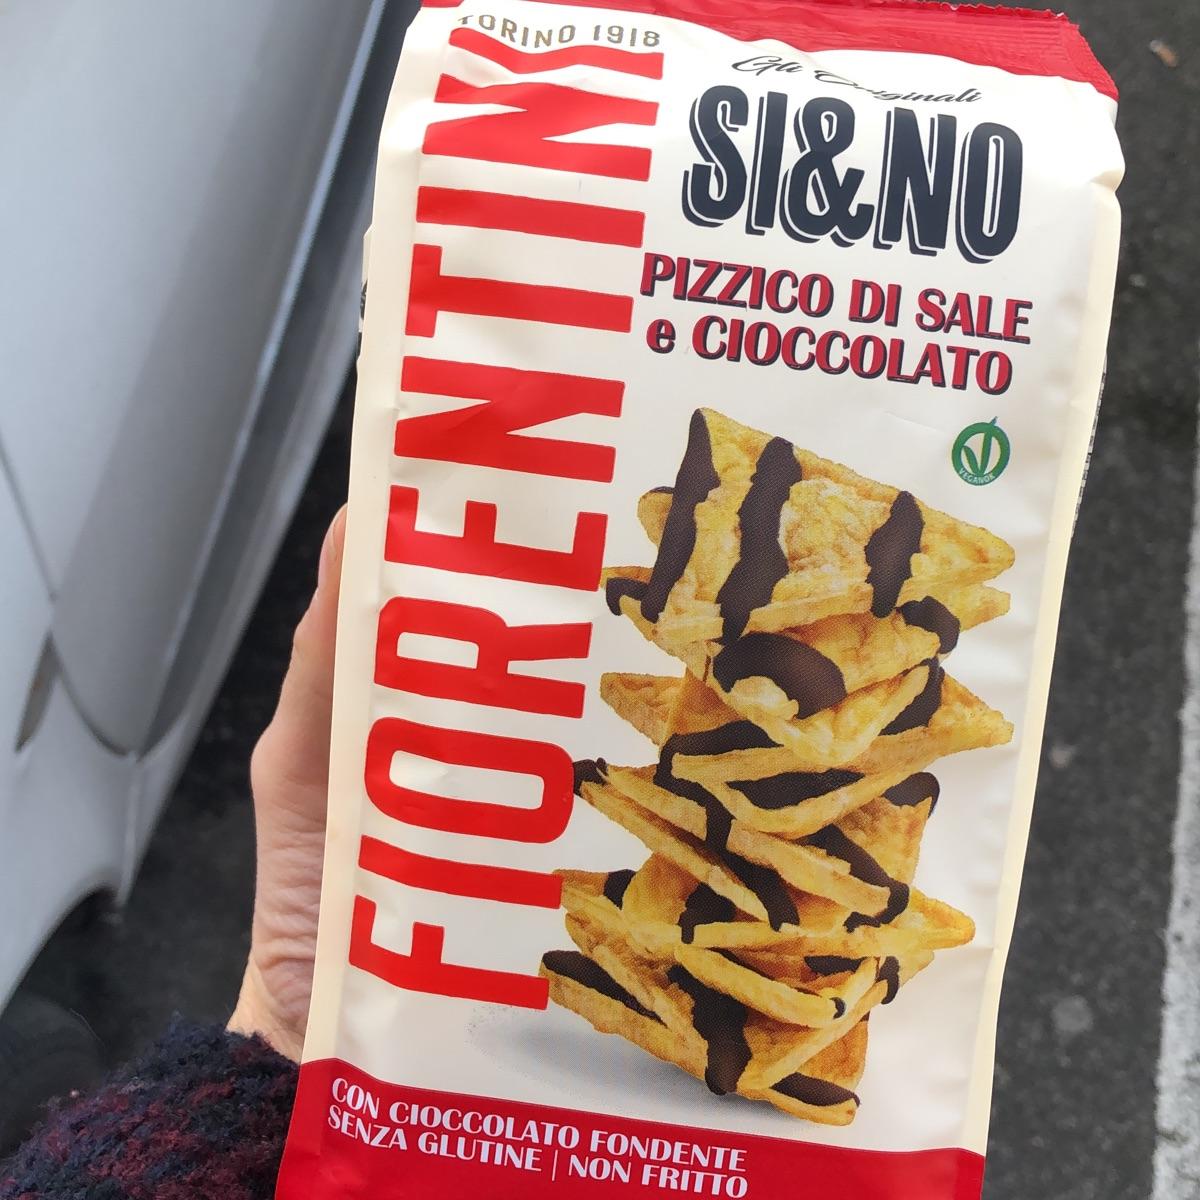 TORINO 1918
FIORENTINI
Gli Originali
SI&NO
PIZZICO DI SALE
e CIOCCOLATO
VEGANOK
CON CIOCCOLATO FONDENTE
SENZA GLUTINE | NON FRITTO